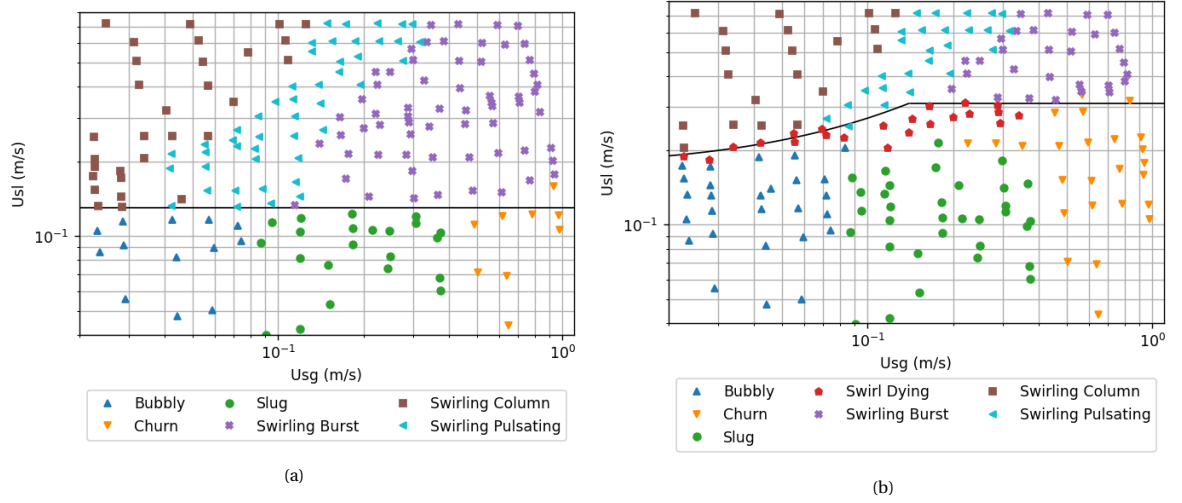 Usl (m/s)
10⁻¹
10⁻¹
10⁰
Usg (m/s)
Bubbly
Slug
Swirling Column
Churn
Swirling Burst
Swirling Pulsating
(a)
Usl (m/s)
10⁻¹
10⁻¹
10⁰
Usg (m/s)
Bubbly
Swirl Dying
Swirling Column
Churn
Swirling Burst
Swirling Pulsating
Slug
(b)